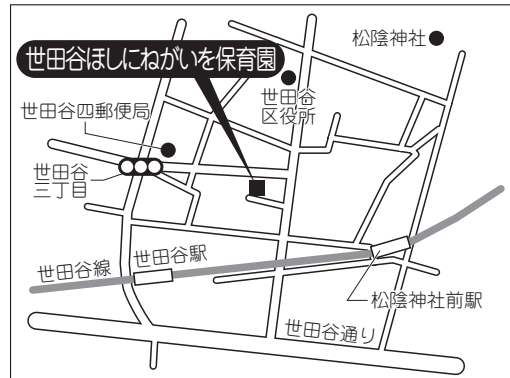 松陰神社
世田谷ほしにねがいを保育園
世田谷
区役所
世田谷四郵便局
世田谷
三丁目
世田谷線
世田谷駅
松陰神社前駅
世田谷通り